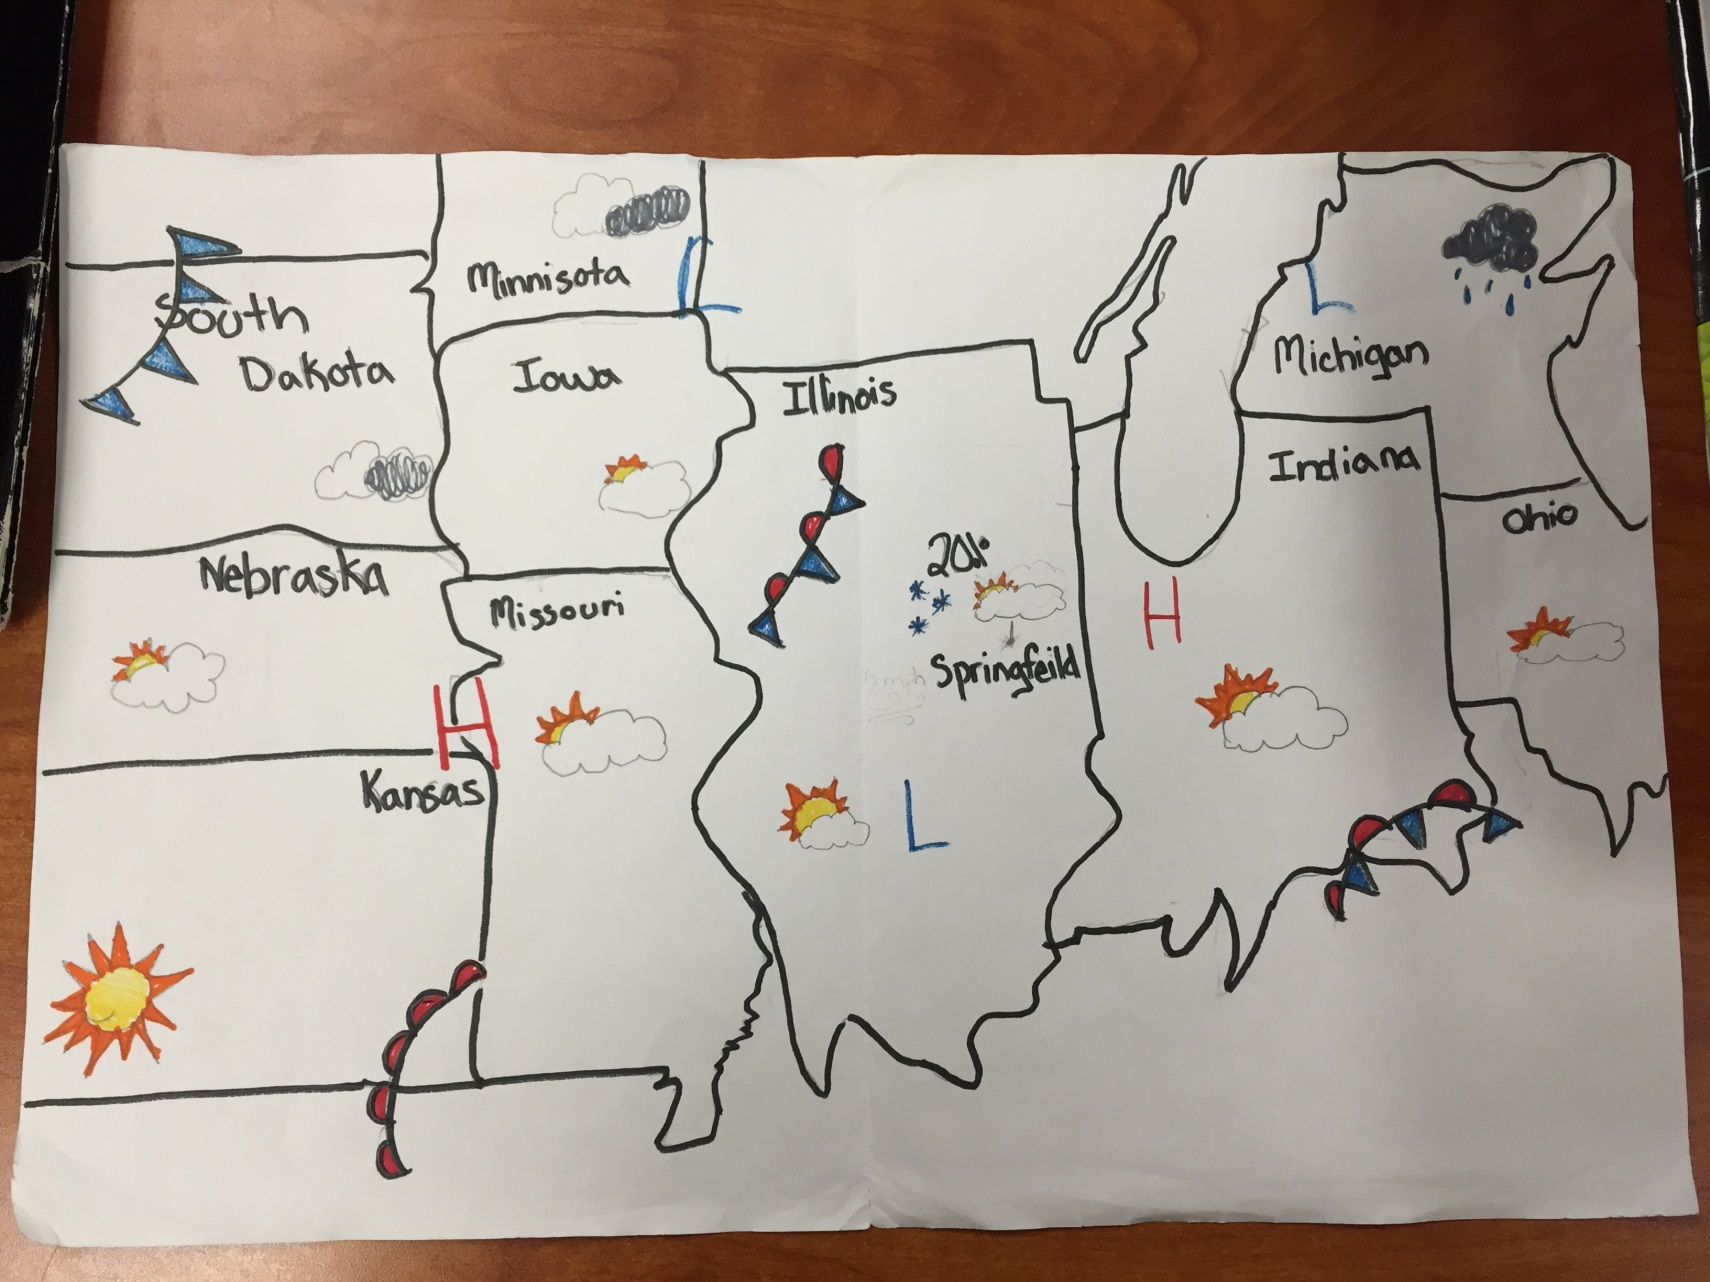 Minnisota
South
Dakota
Iowa
Illinois
Michigan
Indiana
Ohio
Nebraska
Missouri
20%
Springfeild
H
H
Kansas
L
L
L